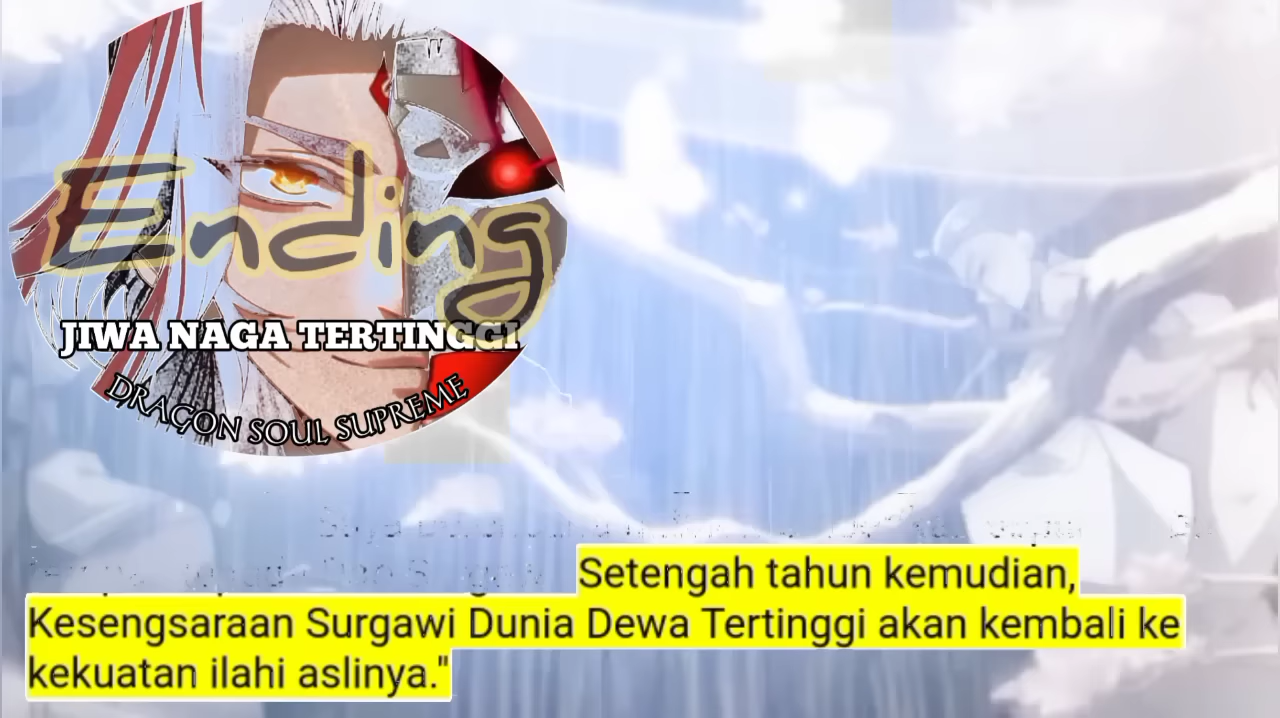 Ending
JIWA NAGA TERTINGGI
DRAGON SOUL SUPREME
Setengah tahun kemudian,
Kesengsaraan Surgawi Dunia Dewa Tertinggi akan kembali ke
kekuatan ilahi aslinya."